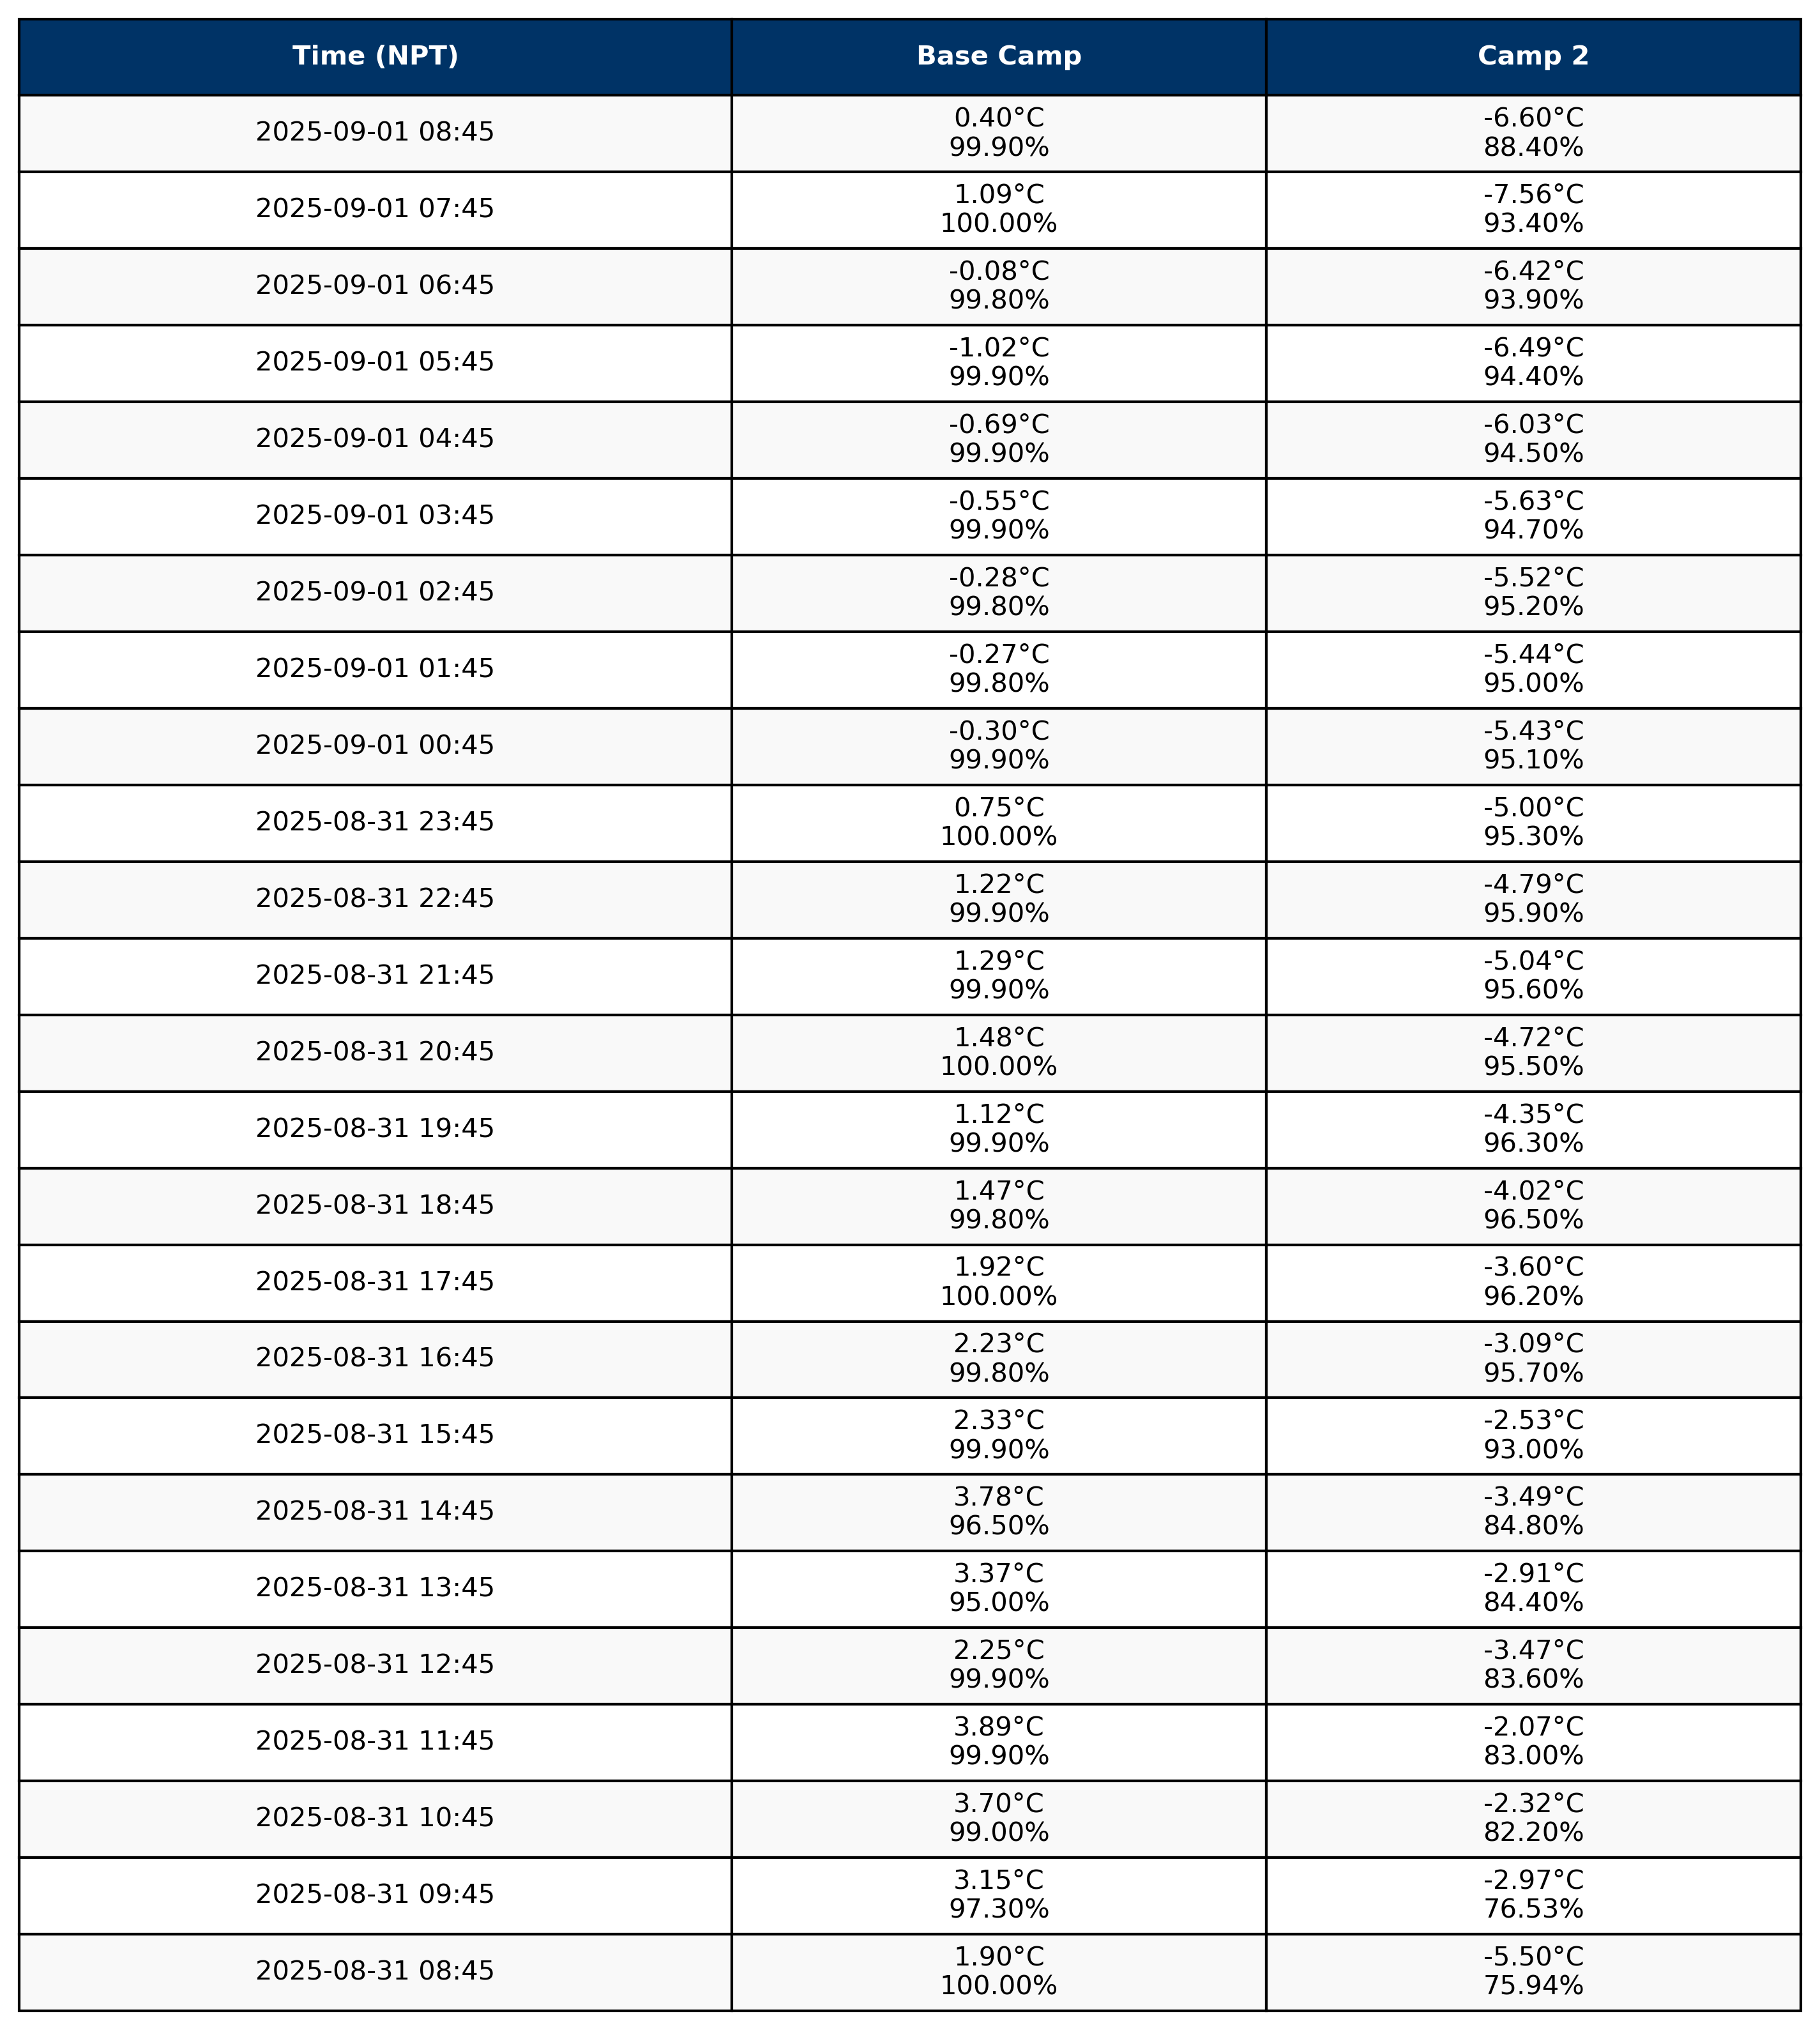 Time (NPT) Base Camp Camp 2
2025-09-01 08:45
0.40°C
99.90%
-6.60°C
88.40%
2025-09-01 07:45
1.09°C
100.00%
-7.56°C
93.40%
2025-09-01 06:45
-0.08°C
99.80%
-6.42°C
93.90%
2025-09-01 05:45
-1.02°C
99.90%
-6.49°C
94.40%
2025-09-01 04:45
-0.69°C
99.90%
-6.03°C
94.50%
2025-09-01 03:45
-0.55°C
99.90%
-5.63°C
94.70%
2025-09-01 02:45
-0.28°C
99.80%
-5.52°C
95.20%
2025-09-01 01:45
-0.27°C
99.80%
-5.44°C
95.00%
2025-09-01 00:45
-0.30°C
99.90%
-5.43°C
95.10%
2025-08-31 23:45
0.75°C
100.00%
-5.00°C
95.30%
2025-08-31 22:45
1.22°C
99.90%
-4.79°C
95.90%
2025-08-31 21:45
1.29°C
99.90%
-5.04°C
95.60%
2025-08-31 20:45
1.48°C
100.00%
-4.72°C
95.50%
2025-08-31 19:45
1.12°C
99.90%
-4.35°C
96.30%
2025-08-31 18:45
1.47°C
99.80%
-4.02°C
96.50%
2025-08-31 17:45
1.92°C
100.00%
-3.60°C
96.20%
2025-08-31 16:45
2.23°C
99.80%
-3.09°C
95.70%
2025-08-31 15:45
2.33°C
99.90%
-2.53°C
93.00%
2025-08-31 14:45
3.78°C
96.50%
-3.49°C
84.80%
2025-08-31 13:45
3.37°C
95.00%
-2.91°C
84.40%
2025-08-31 12:45
2.25°C
99.90%
-3.47°C
83.60%
2025-08-31 11:45
3.89°C
99.90%
-2.07°C
83.00%
2025-08-31 10:45
3.70°C
99.00%
-2.32°C
82.20%
2025-08-31 09:45
3.15°C
97.30%
-2.97°C
76.53%
2025-08-31 08:45
1.90°C
100.00%
-5.50°C
75.94%